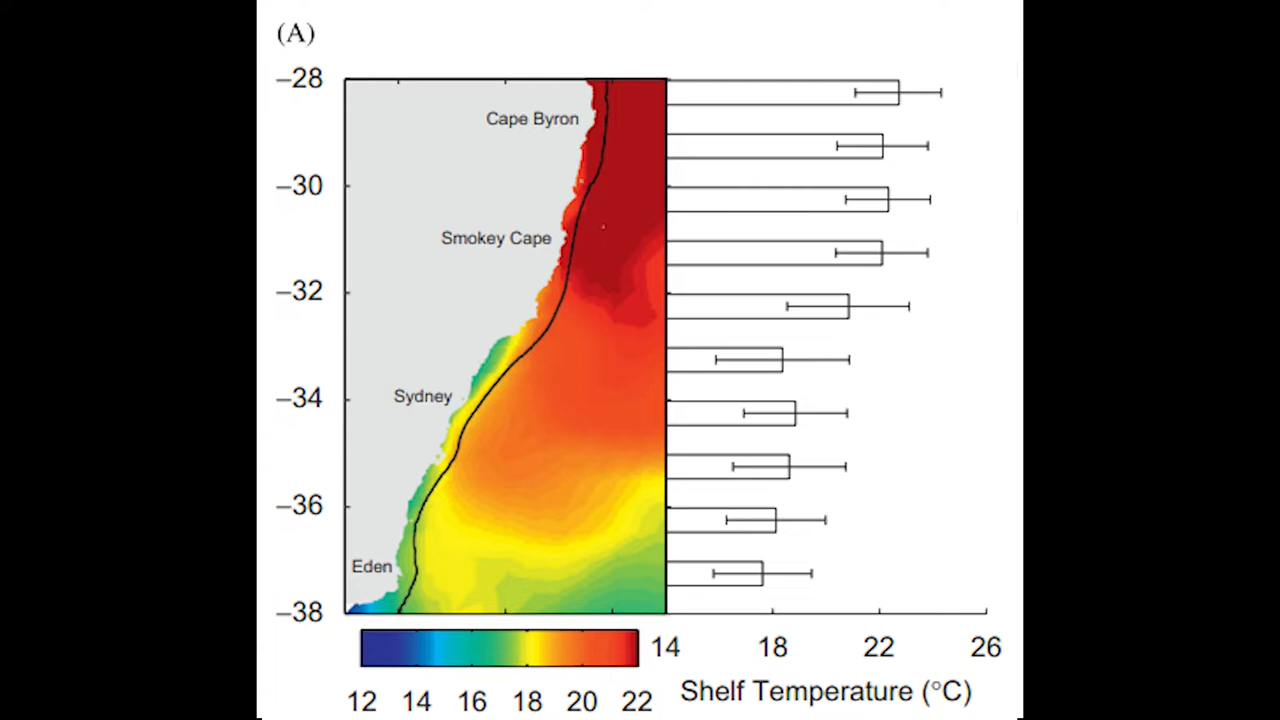 (A)
–28
Cape Byron
–30
Smokey Cape
–32
–34
Sydney
–36
Eden
–38
14 18 22 26
12 14 16 18 20 22
Shelf Temperature (°C)